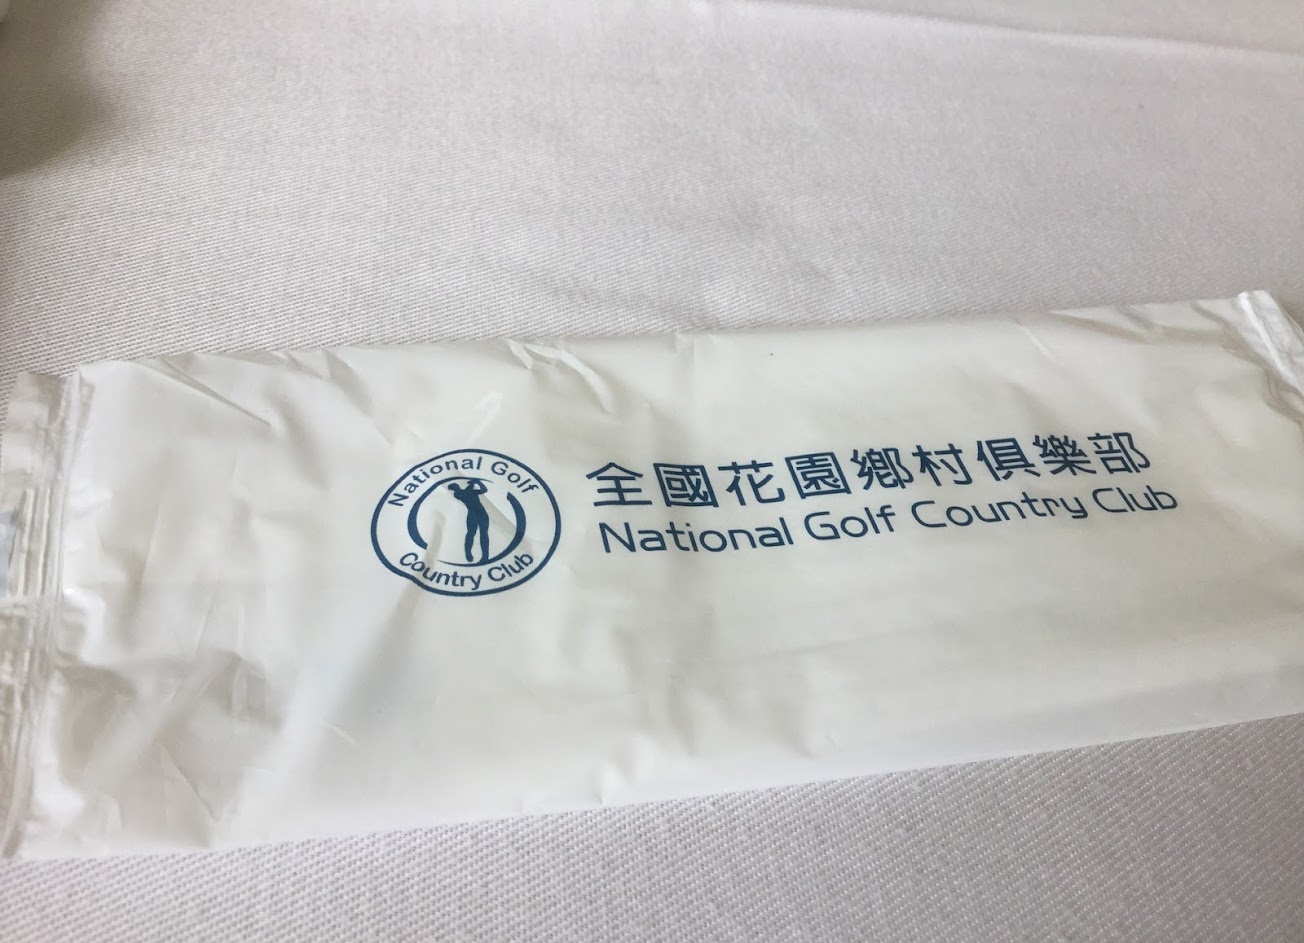 National Golf
Country Club
全國花園鄉村俱樂部
National Golf Country Club